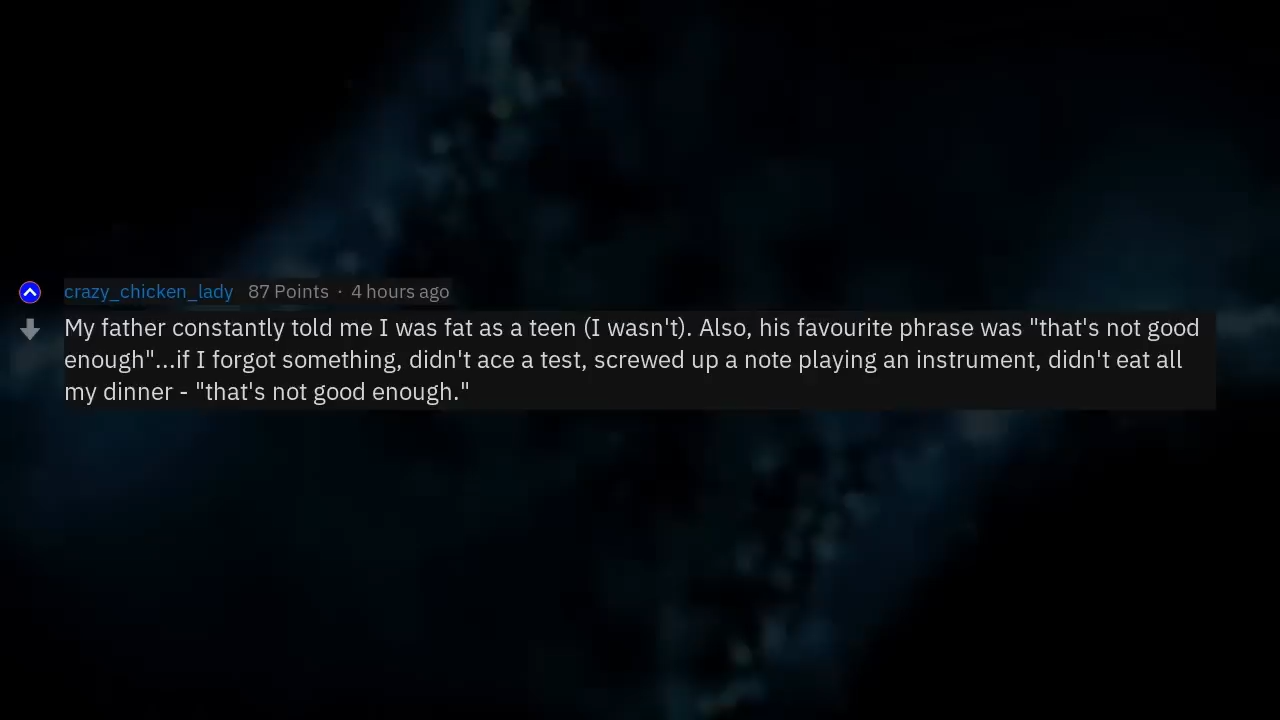 crazy_chicken_lady 87 Points · 4 hours ago
My father constantly told me I was fat as a teen (I wasn't). Also, his favourite phrase was "that's not good
enough"...if I forgot something, didn't ace a test, screwed up a note playing an instrument, didn't eat all
my dinner - "that's not good enough."